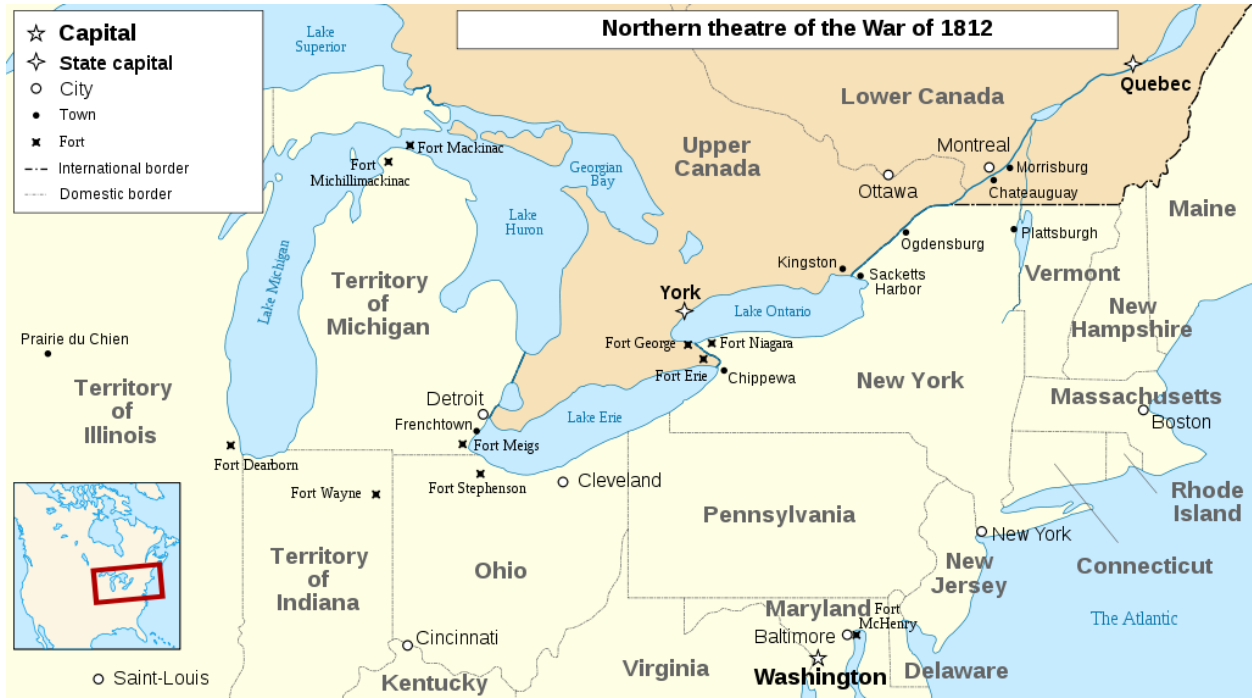 Northern theatre of the War of 1812
Capital
State capital
City
Town
Fort
International border
Domestic border
Lake
Superior
Quebec
Lower Canada
Montreal
Morrisburg
Chateauguay
Ottawa
Upper
Canada
Fort Mackinac
Fort
Michillimackinac
Georgian
Bay
Lake
Huron
Lake Michigan
Maine
Plattsburgh
Ogdensburg
Vermont
Kingston
Sacketts
Harbor
New
Hampshire
Territory
of
Michigan
York
Lake Ontario
Prairie du Chien
Fort George
Fort Niagara
Fort Erie
Chippewa
New York
Territory
of
Illinois
Detroit
Frenchtown
Lake Erie
Massachusetts
Boston
Fort Meigs
Fort Dearborn
Fort Stephenson
Cleveland
Fort Wayne
Rhode
Island
Pennsylvania
New York
Connecticut
Territory
of
Indiana
Ohio
New
Jersey
Maryland
Fort
McHenry
The Atlantic
Baltimore
Cincinnati
Virginia
Washington
Delaware
Saint-Louis
Kentucky